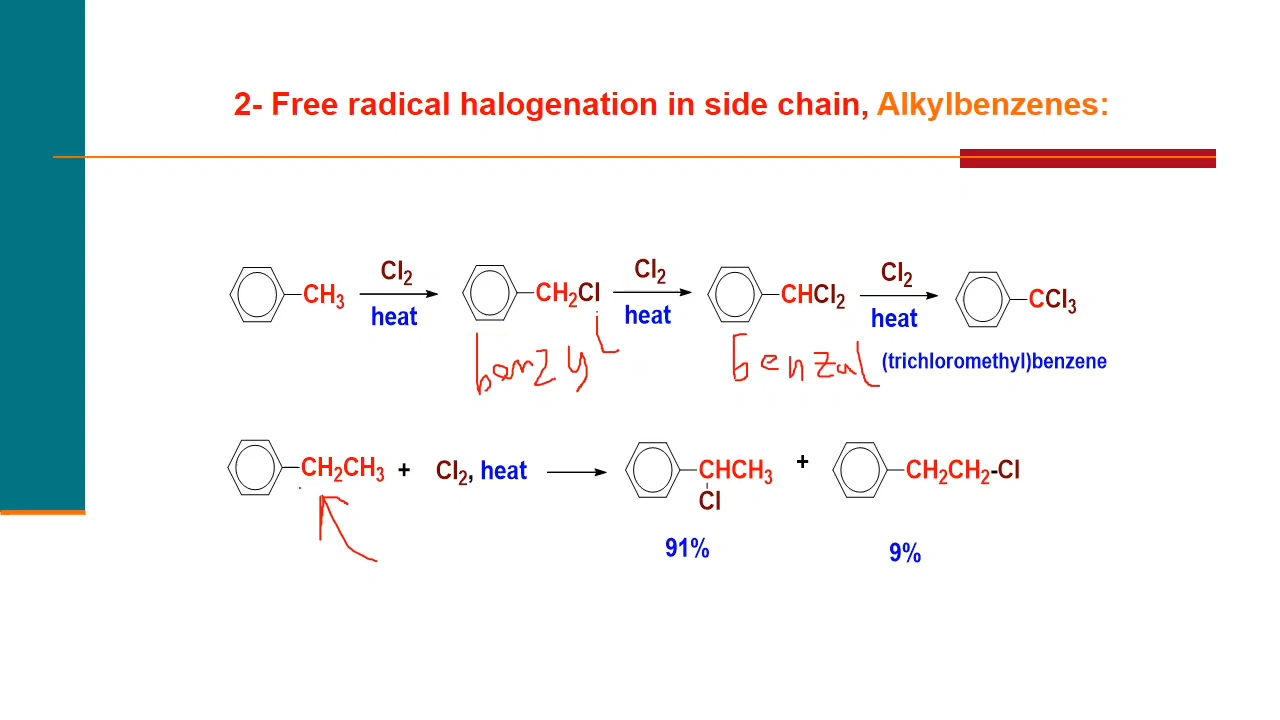 2- Free radical halogenation in side chain, Alkylbenzenes:
Cl2 Cl2 Cl2
CH3 CH2Cl CHCl2 CCl3
heat heat heat
benzyl benzal (trichloromethyl)benzene
CH2CH3 + Cl2, heat CHCH3 + CH2CH2-Cl
Cl
91% 9%